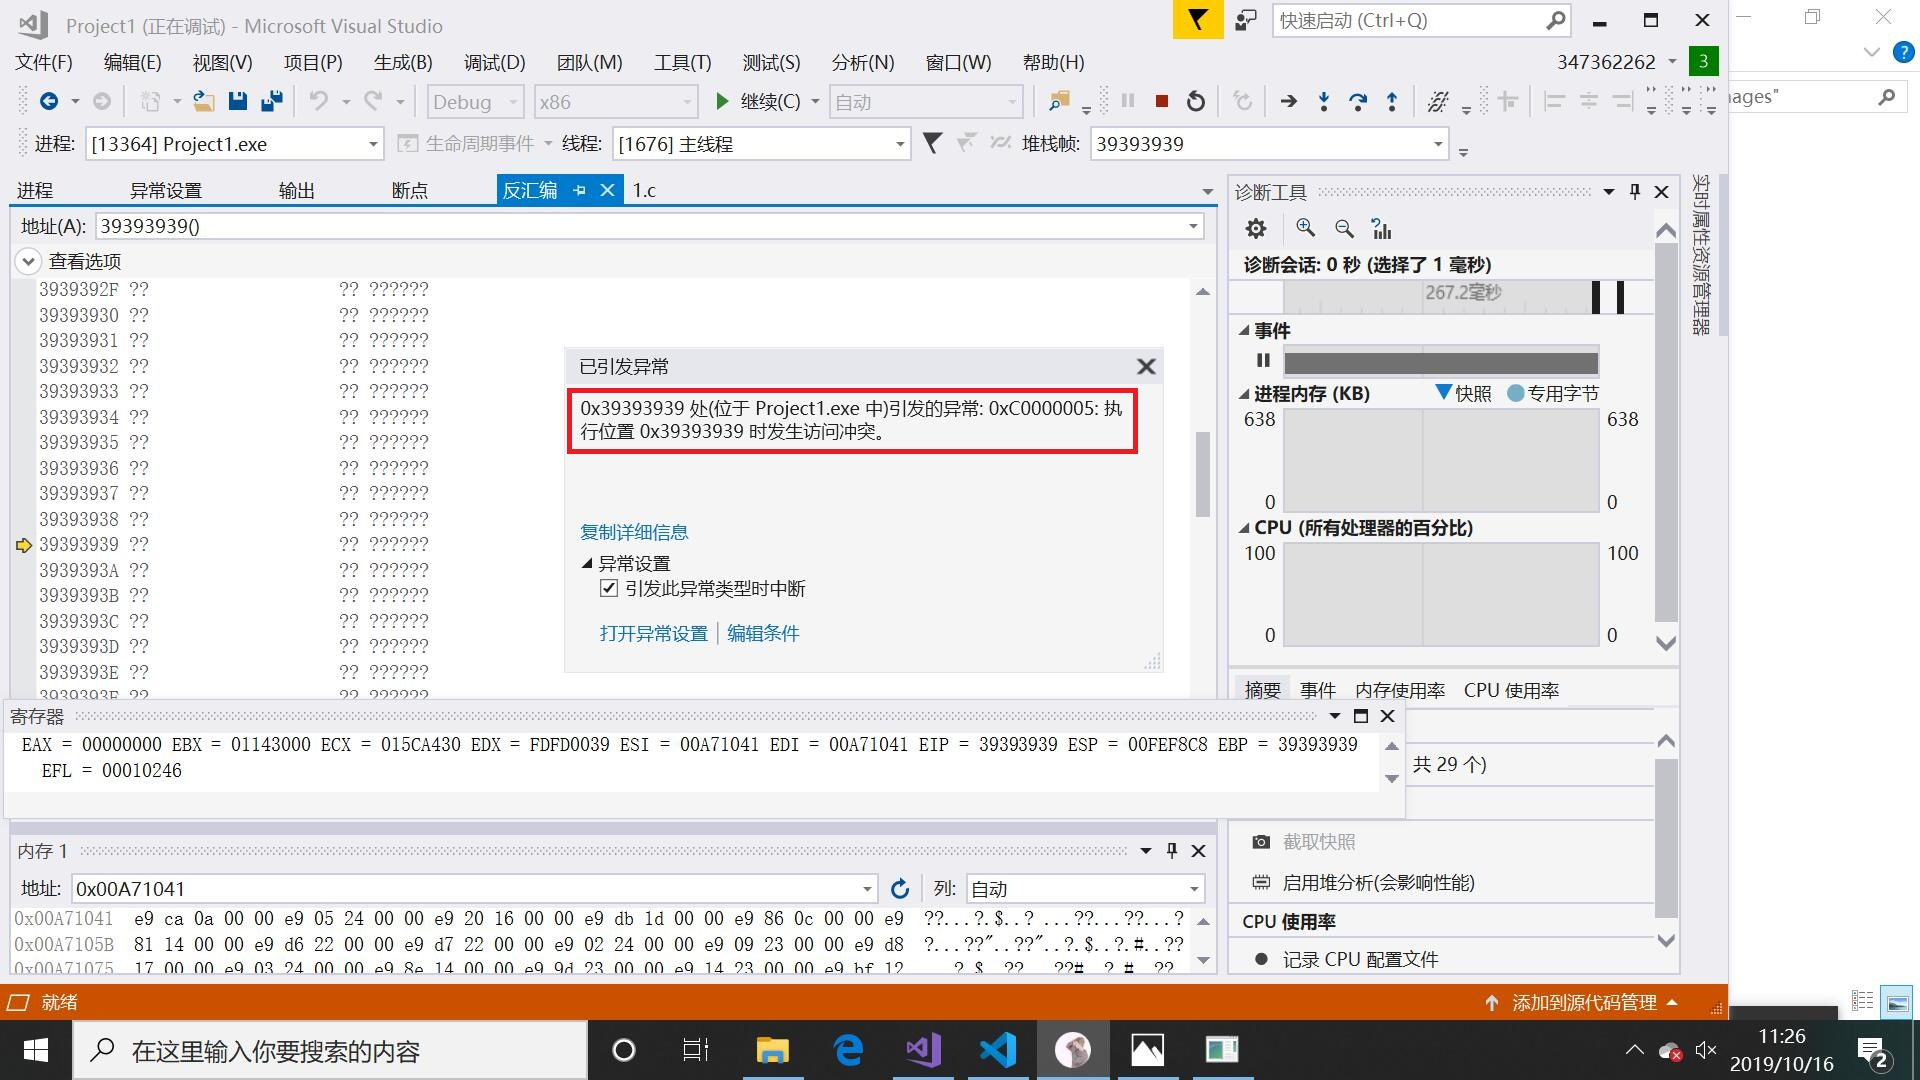 Project1 (正在调试) - Microsoft Visual Studio
快速启动 (Ctrl+Q)
文件(F) 编辑(E) 视图(V) 项目(P) 生成(B) 调试(D) 团队(M) 工具(T) 测试(S) 分析(N) 窗口(W) 帮助(H)
347362262 3
Debug x86 继续(C) 自动
ages"
进程: [13364] Project1.exe 生命周期事件 线程: [1676] 主线程 堆栈帧: 39393939
进程 异常设置 输出 断点 反汇编 1.c
地址(A): 39393939()
查看选项
3939392F ?? ?? ??????
39393930 ?? ?? ??????
39393931 ?? ?? ??????
39393932 ?? ?? ??????
39393933 ?? ?? ??????
39393934 ?? ?? ??????
39393935 ?? ?? ??????
39393936 ?? ?? ??????
39393937 ?? ?? ??????
39393938 ?? ?? ??????
39393939 ?? ?? ??????
3939393A ?? ?? ??????
3939393B ?? ?? ??????
3939393C ?? ?? ??????
3939393D ?? ?? ??????
3939393E ?? ?? ??????
3939393F ?? ?? ??????
已引发异常
0x39393939 处(位于 Project1.exe 中)引发的异常: 0xC0000005: 执
行位置 0x39393939 时发生访问冲突。
复制详细信息
异常设置
引发此异常类型时中断
打开异常设置 | 编辑条件
诊断工具
诊断会话: 0 秒 (选择了 1 毫秒)
267.2毫秒
事件
进程内存 (KB) 快照 专用字节
638 638
0 0
CPU (所有处理器的百分比)
100 100
0 0
摘要 事件 内存使用率 CPU 使用率
共 29 个)
截取快照
启用堆分析(会影响性能)
CPU 使用率
记录 CPU 配置文件
实时属性资源管理器
寄存器
EAX = 00000000 EBX = 01143000 ECX = 015CA430 EDX = FDFD0039 ESI = 00A71041 EDI = 00A71041 EIP = 39393939 ESP = 00FEF8C8 EBP = 39393939
EFL = 00010246
内存 1
地址: 0x00A71041 列: 自动
0x00A71041 e9 ca 0a 00 00 e9 05 24 00 00 e9 20 16 00 00 e9 db 1d 00 00 e9 86 0c 00 00 e9 ??...?.$..? ...??...??...?
0x00A7105B 81 14 00 00 e9 d6 22 00 00 e9 d7 22 00 00 e9 02 24 00 00 e9 09 23 00 00 e9 d8 ?...??"..??"..?.$..?.#..??
0x00A71075 17 00 00 e9 03 24 00 00 e9 8e 14 00 00 e9 9d 23 00 00 e9 14 23 00 00 e9 bf 12
就绪
添加到源代码管理
在这里输入你要搜索的内容
11:26
2019/10/16
2